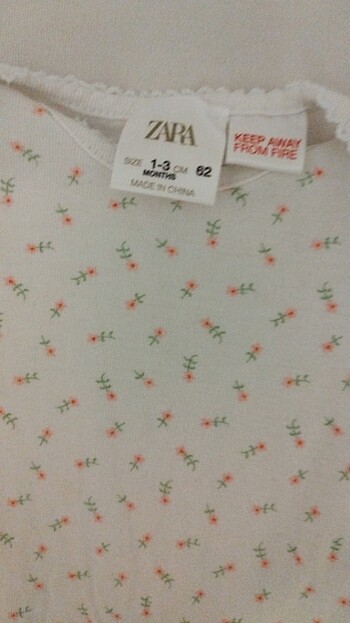 ZARA
SIZE 1-3 CM 62
MONTHS
MADE IN CHINA
KEEP AWAY
FROM FIRE